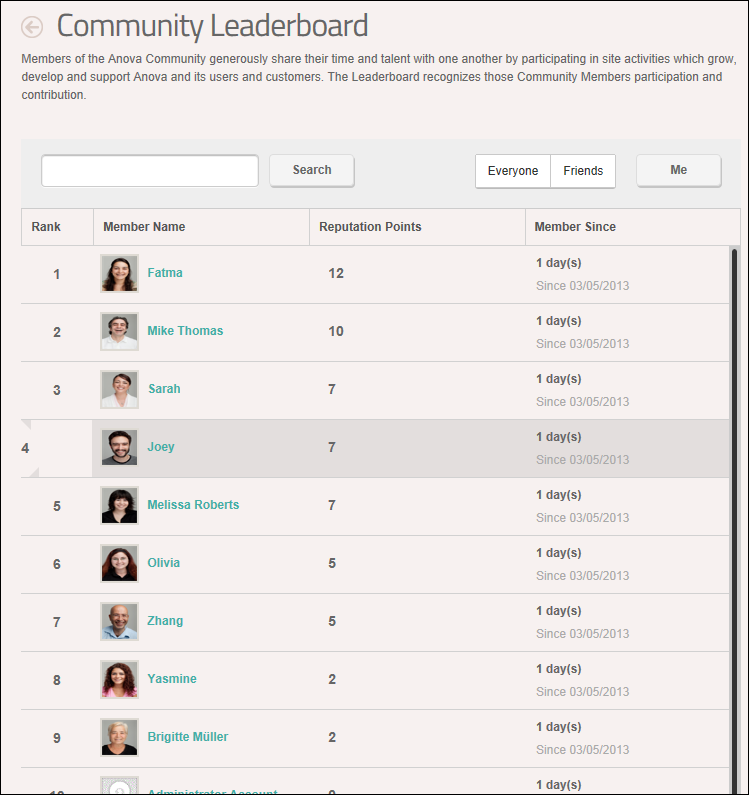 Community Leaderboard
Members of the Anova Community generously share their time and talent with one another by participating in site activities which grow,
develop and support Anova and its users and customers. The Leaderboard recognizes those Community Members participation and
contribution.
Search Everyone Friends Me
Rank Member Name Reputation Points Member Since
1 Fatma 12 1 day(s)
Since 03/05/2013
2 Mike Thomas 10 1 day(s)
Since 03/05/2013
3 Sarah 7 1 day(s)
Since 03/05/2013
4 Joey 7 1 day(s)
Since 03/05/2013
5 Melissa Roberts 7 1 day(s)
Since 03/05/2013
6 Olivia 5 1 day(s)
Since 03/05/2013
7 Zhang 5 1 day(s)
Since 03/05/2013
8 Yasmine 2 1 day(s)
Since 03/05/2013
9 Brigitte Müller 2 1 day(s)
Since 03/05/2013
10 Administrator Account 1 day(s)